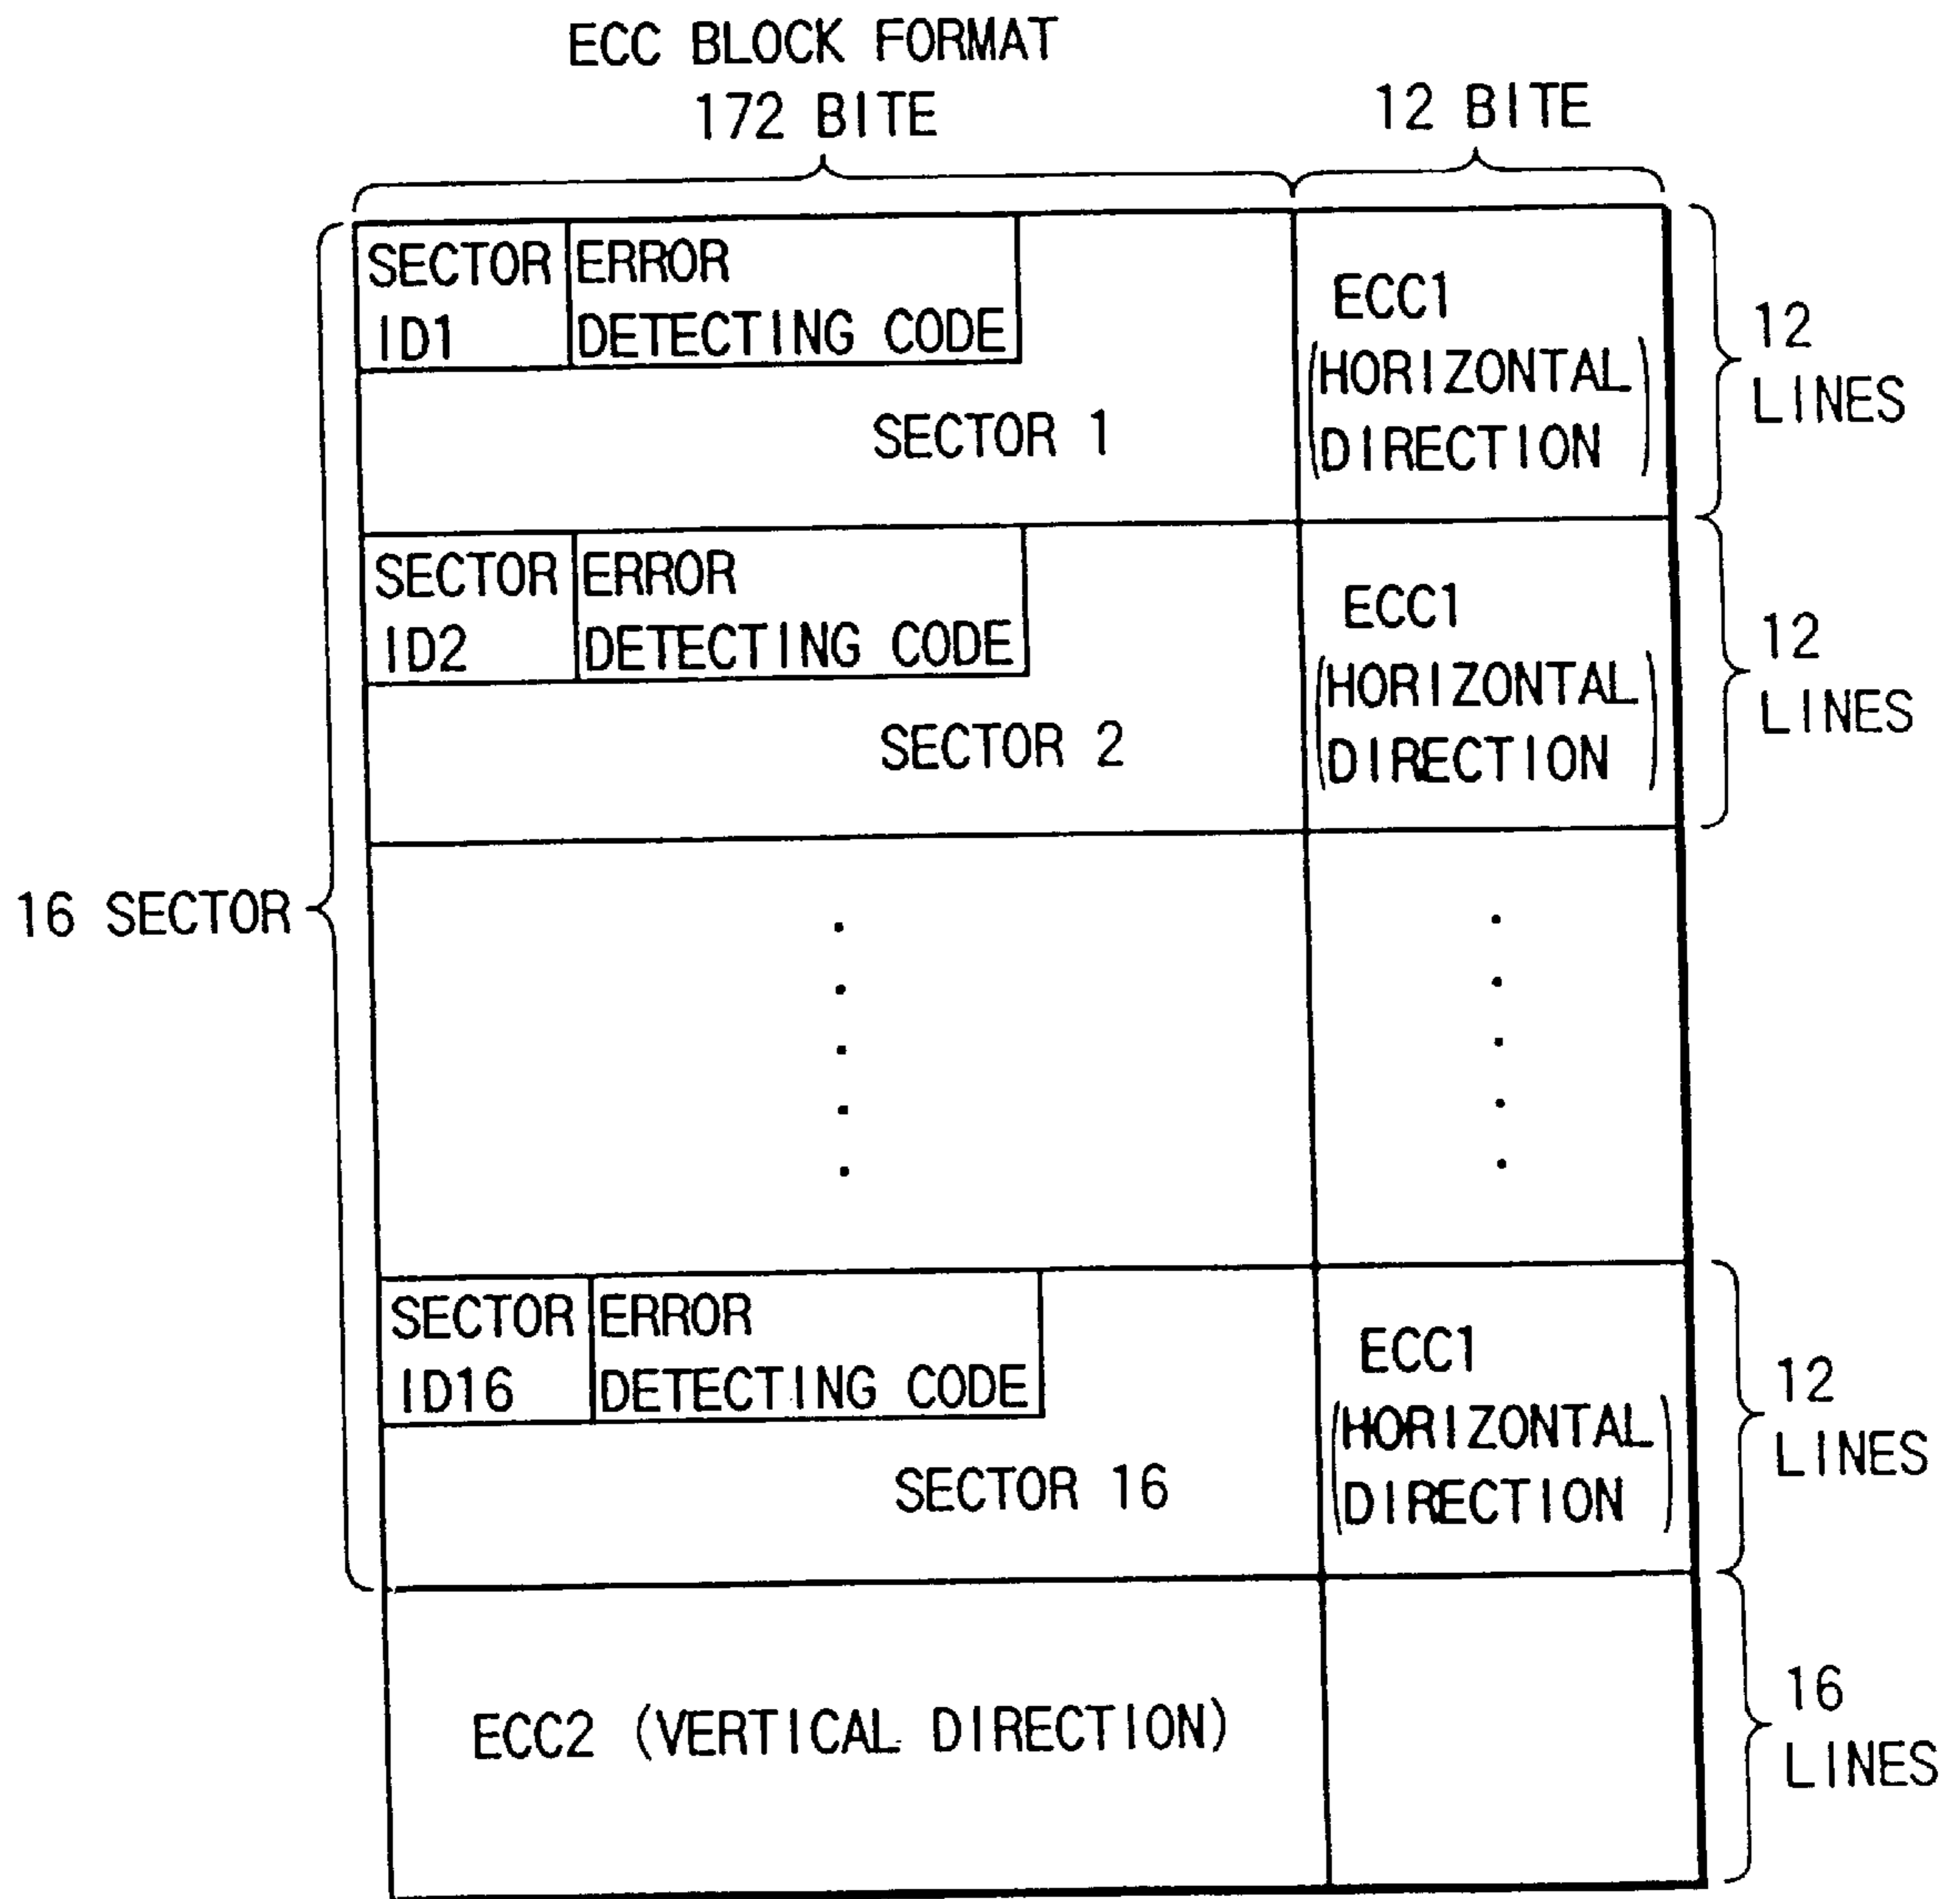 ECC BLOCK FORMAT
172 BITE
12 BITE
SECTOR
ID1
ERROR
DETECTING CODE
SECTOR 1
ECC1
(HORIZONTAL
DIRECTION)
12
LINES
SECTOR
ID2
ERROR
DETECTING CODE
SECTOR 2
ECC1
(HORIZONTAL
DIRECTION)
12
LINES
16 SECTOR
SECTOR
ID16
ERROR
DETECTING CODE
SECTOR 16
ECC1
(HORIZONTAL
DIRECTION)
12
LINES
ECC2 (VERTICAL DIRECTION)
16
LINES